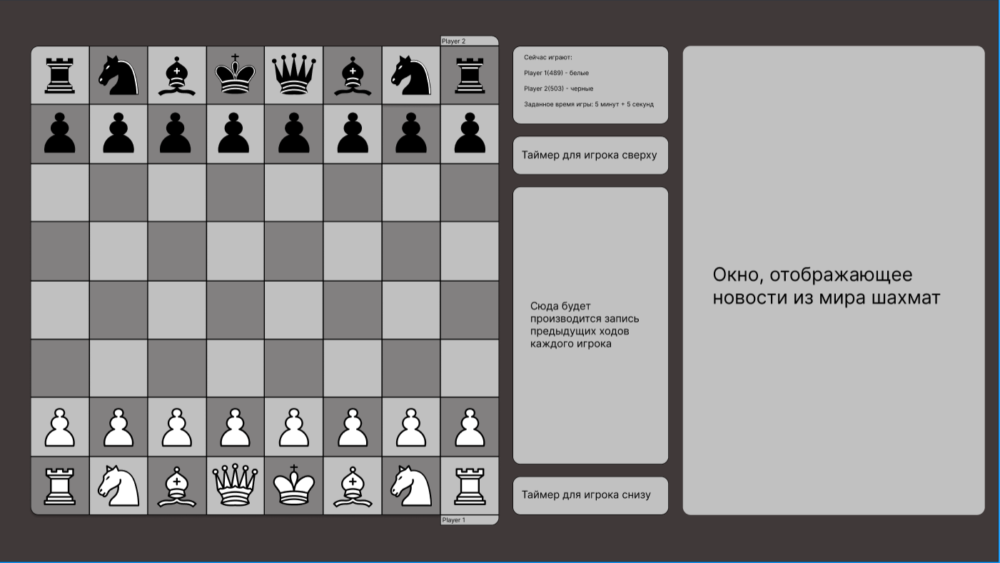 Player 2
Сейчас играют:
Player 1(489) - белые
Player 2(503) - черные
Заданное время игры: 5 минут + 5 секунд
Таймер для игрока сверху
Сюда будет
производится запись
предыдущих ходов
каждого игрока
Таймер для игрока снизу
Окно, отображающее
новости из мира шахмат
Player 1